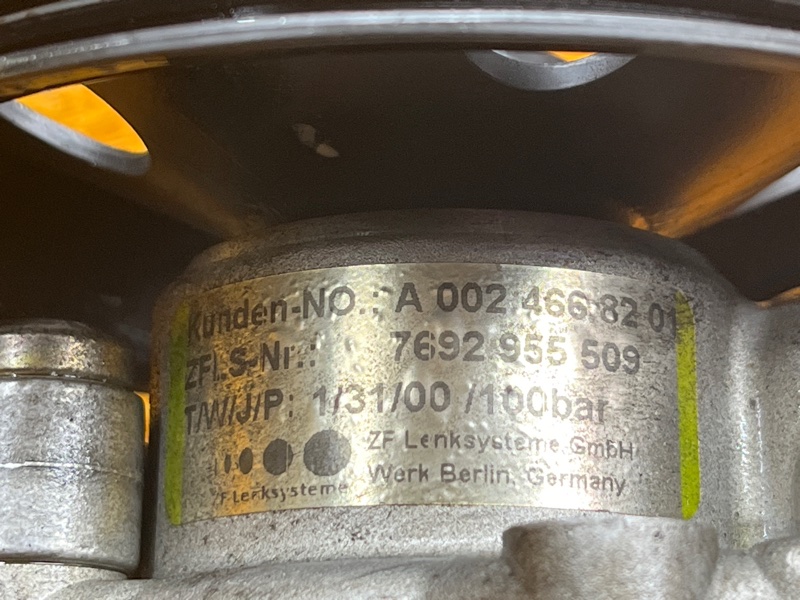 Kunden-NO.: A 002 466 82 01
ZFLS-Nr.: 7692 955 509
T/W/J/P: 1/31/00 /100bar
ZF Lenksysteme GmbH
Werk Berlin, Germany
ZF Lenksysteme